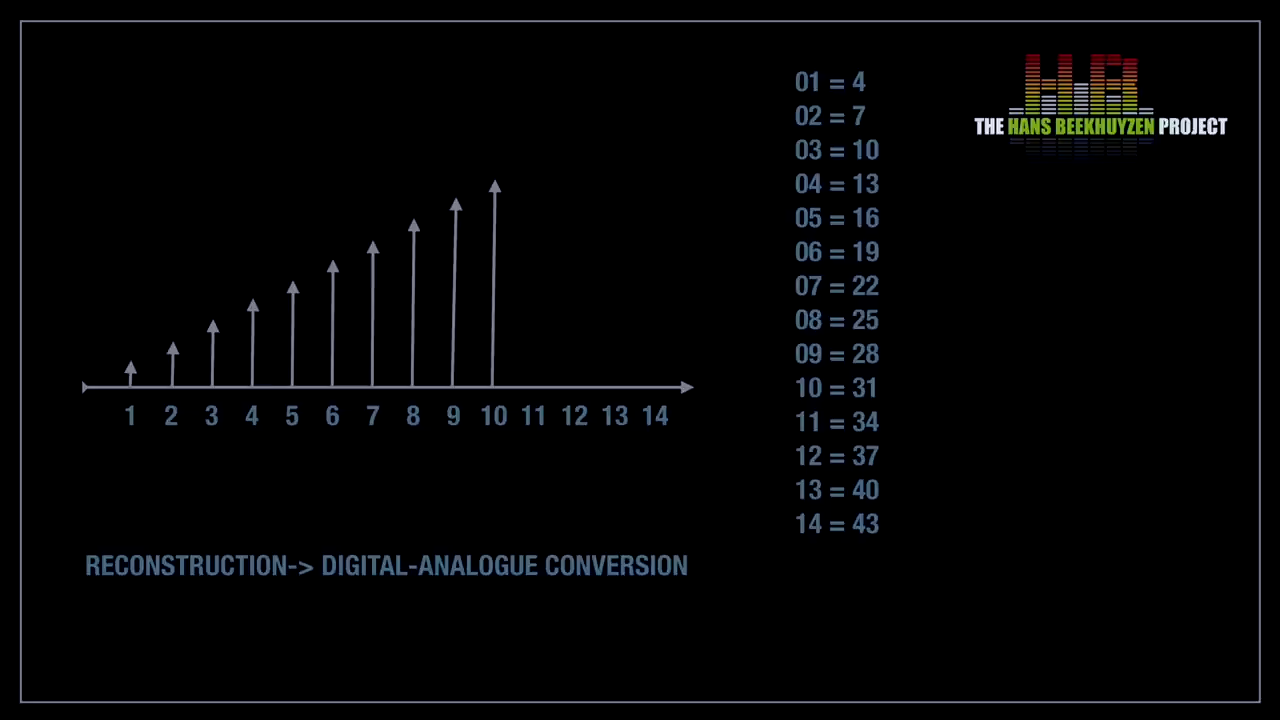 01 = 4
02 = 7
03 = 10
04 = 13
05 = 16
06 = 19
07 = 22
08 = 25
09 = 28
10 = 31
11 = 34
12 = 37
13 = 40
14 = 43
HB
THE HANS BEEKHUYZEN PROJECT
1 2 3 4 5 6 7 8 9 10 11 12 13 14
RECONSTRUCTION-> DIGITAL-ANALOGUE CONVERSION